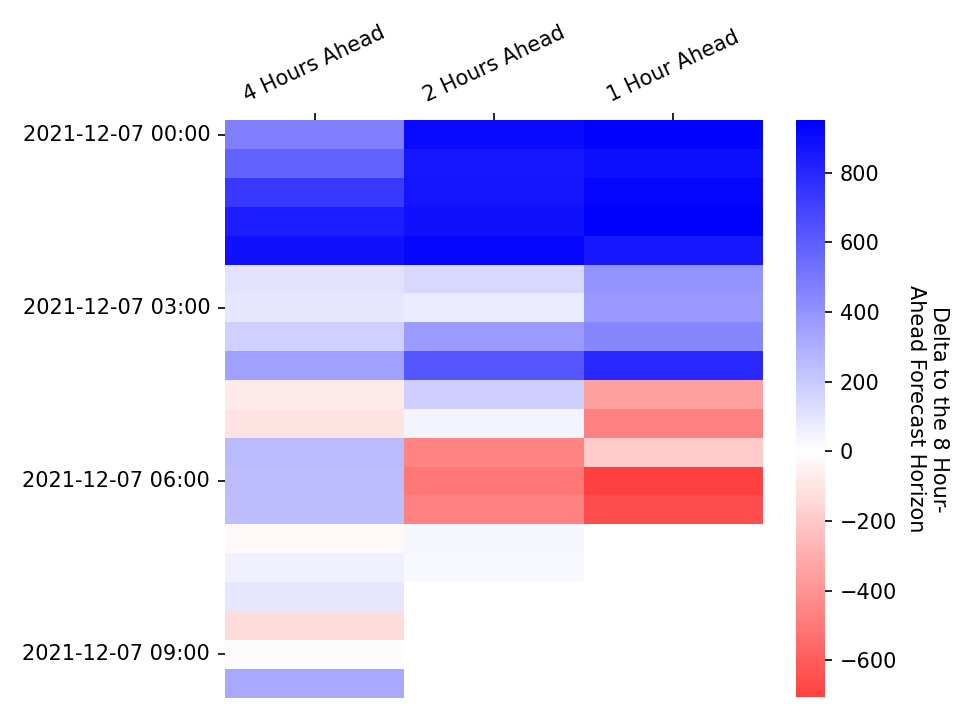 4 Hours Ahead
2 Hours Ahead
1 Hour Ahead
2021-12-07 00:00
2021-12-07 03:00
2021-12-07 06:00
2021-12-07 09:00
800
600
400
200
0
−200
−400
−600
Delta to the 8 Hour-
Ahead Forecast Horizon